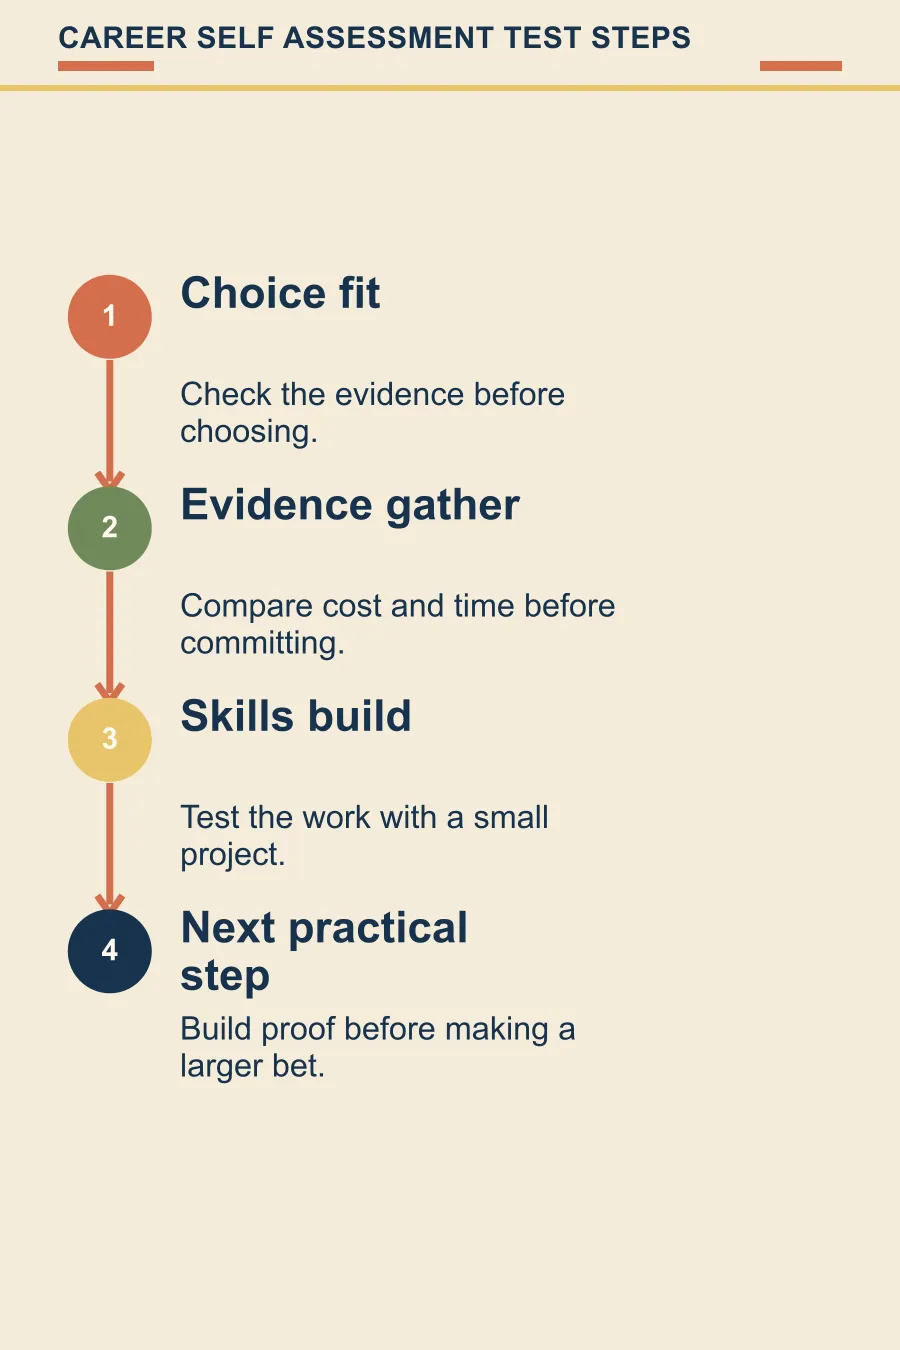 CAREER SELF ASSESSMENT TEST STEPS
1
Choice fit
Check the evidence before
choosing.
2
Evidence gather
Compare cost and time before
committing.
3
Skills build
Test the work with a small
project.
4
Next practical
step
Build proof before making a
larger bet.